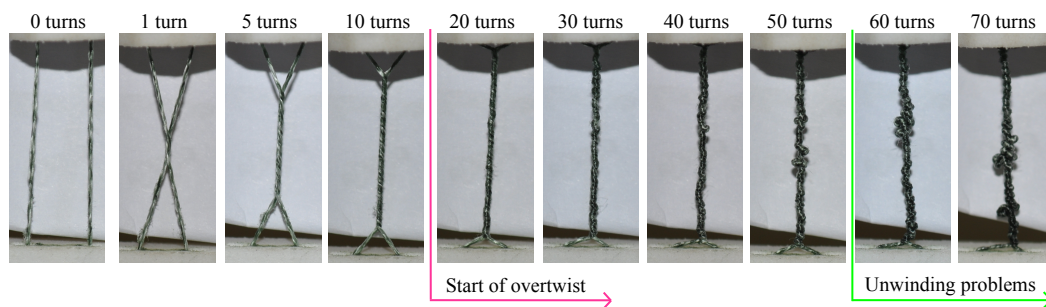 0 turns
1 turn
5 turns
10 turns
20 turns
30 turns
40 turns
50 turns
60 turns
70 turns
Start of overtwist
Unwinding problems